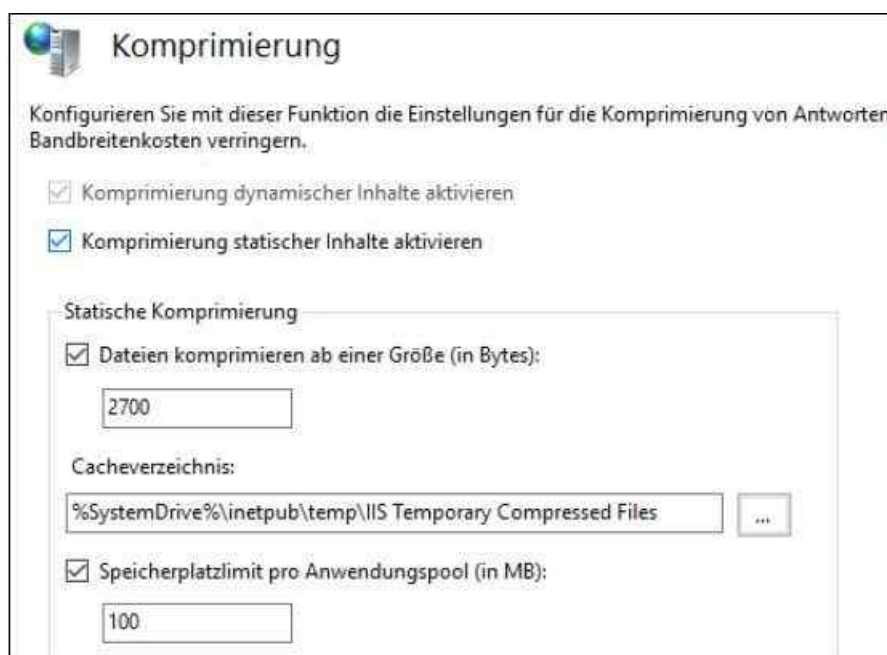 Komprimierung
Konfigurieren Sie mit dieser Funktion die Einstellungen für die Komprimierung von Antworten
Bandbreitenkosten verringern.
Komprimierung dynamischer Inhalte aktivieren
Komprimierung statischer Inhalte aktivieren
Statische Komprimierung
Dateien komprimieren ab einer Größe (in Bytes):
2700
Cacheverzeichnis:
%SystemDrive%\inetpub\temp\IIS Temporary Compressed Files
...
Speicherplatzlimit pro Anwendungspool (in MB):
100